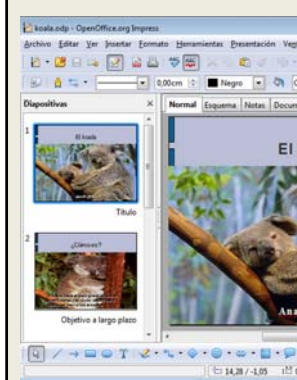 koala.odp - OpenOffice.org Impress
Archivo Editar Ver Insertar Formato Herramientas Presentación
0,00cm Negro
Diapositivas
Normal Esquema Notas
1
El koala
Título
2
¿Cómo es?
Objetivo a largo plazo
El
14,28 / -1,05